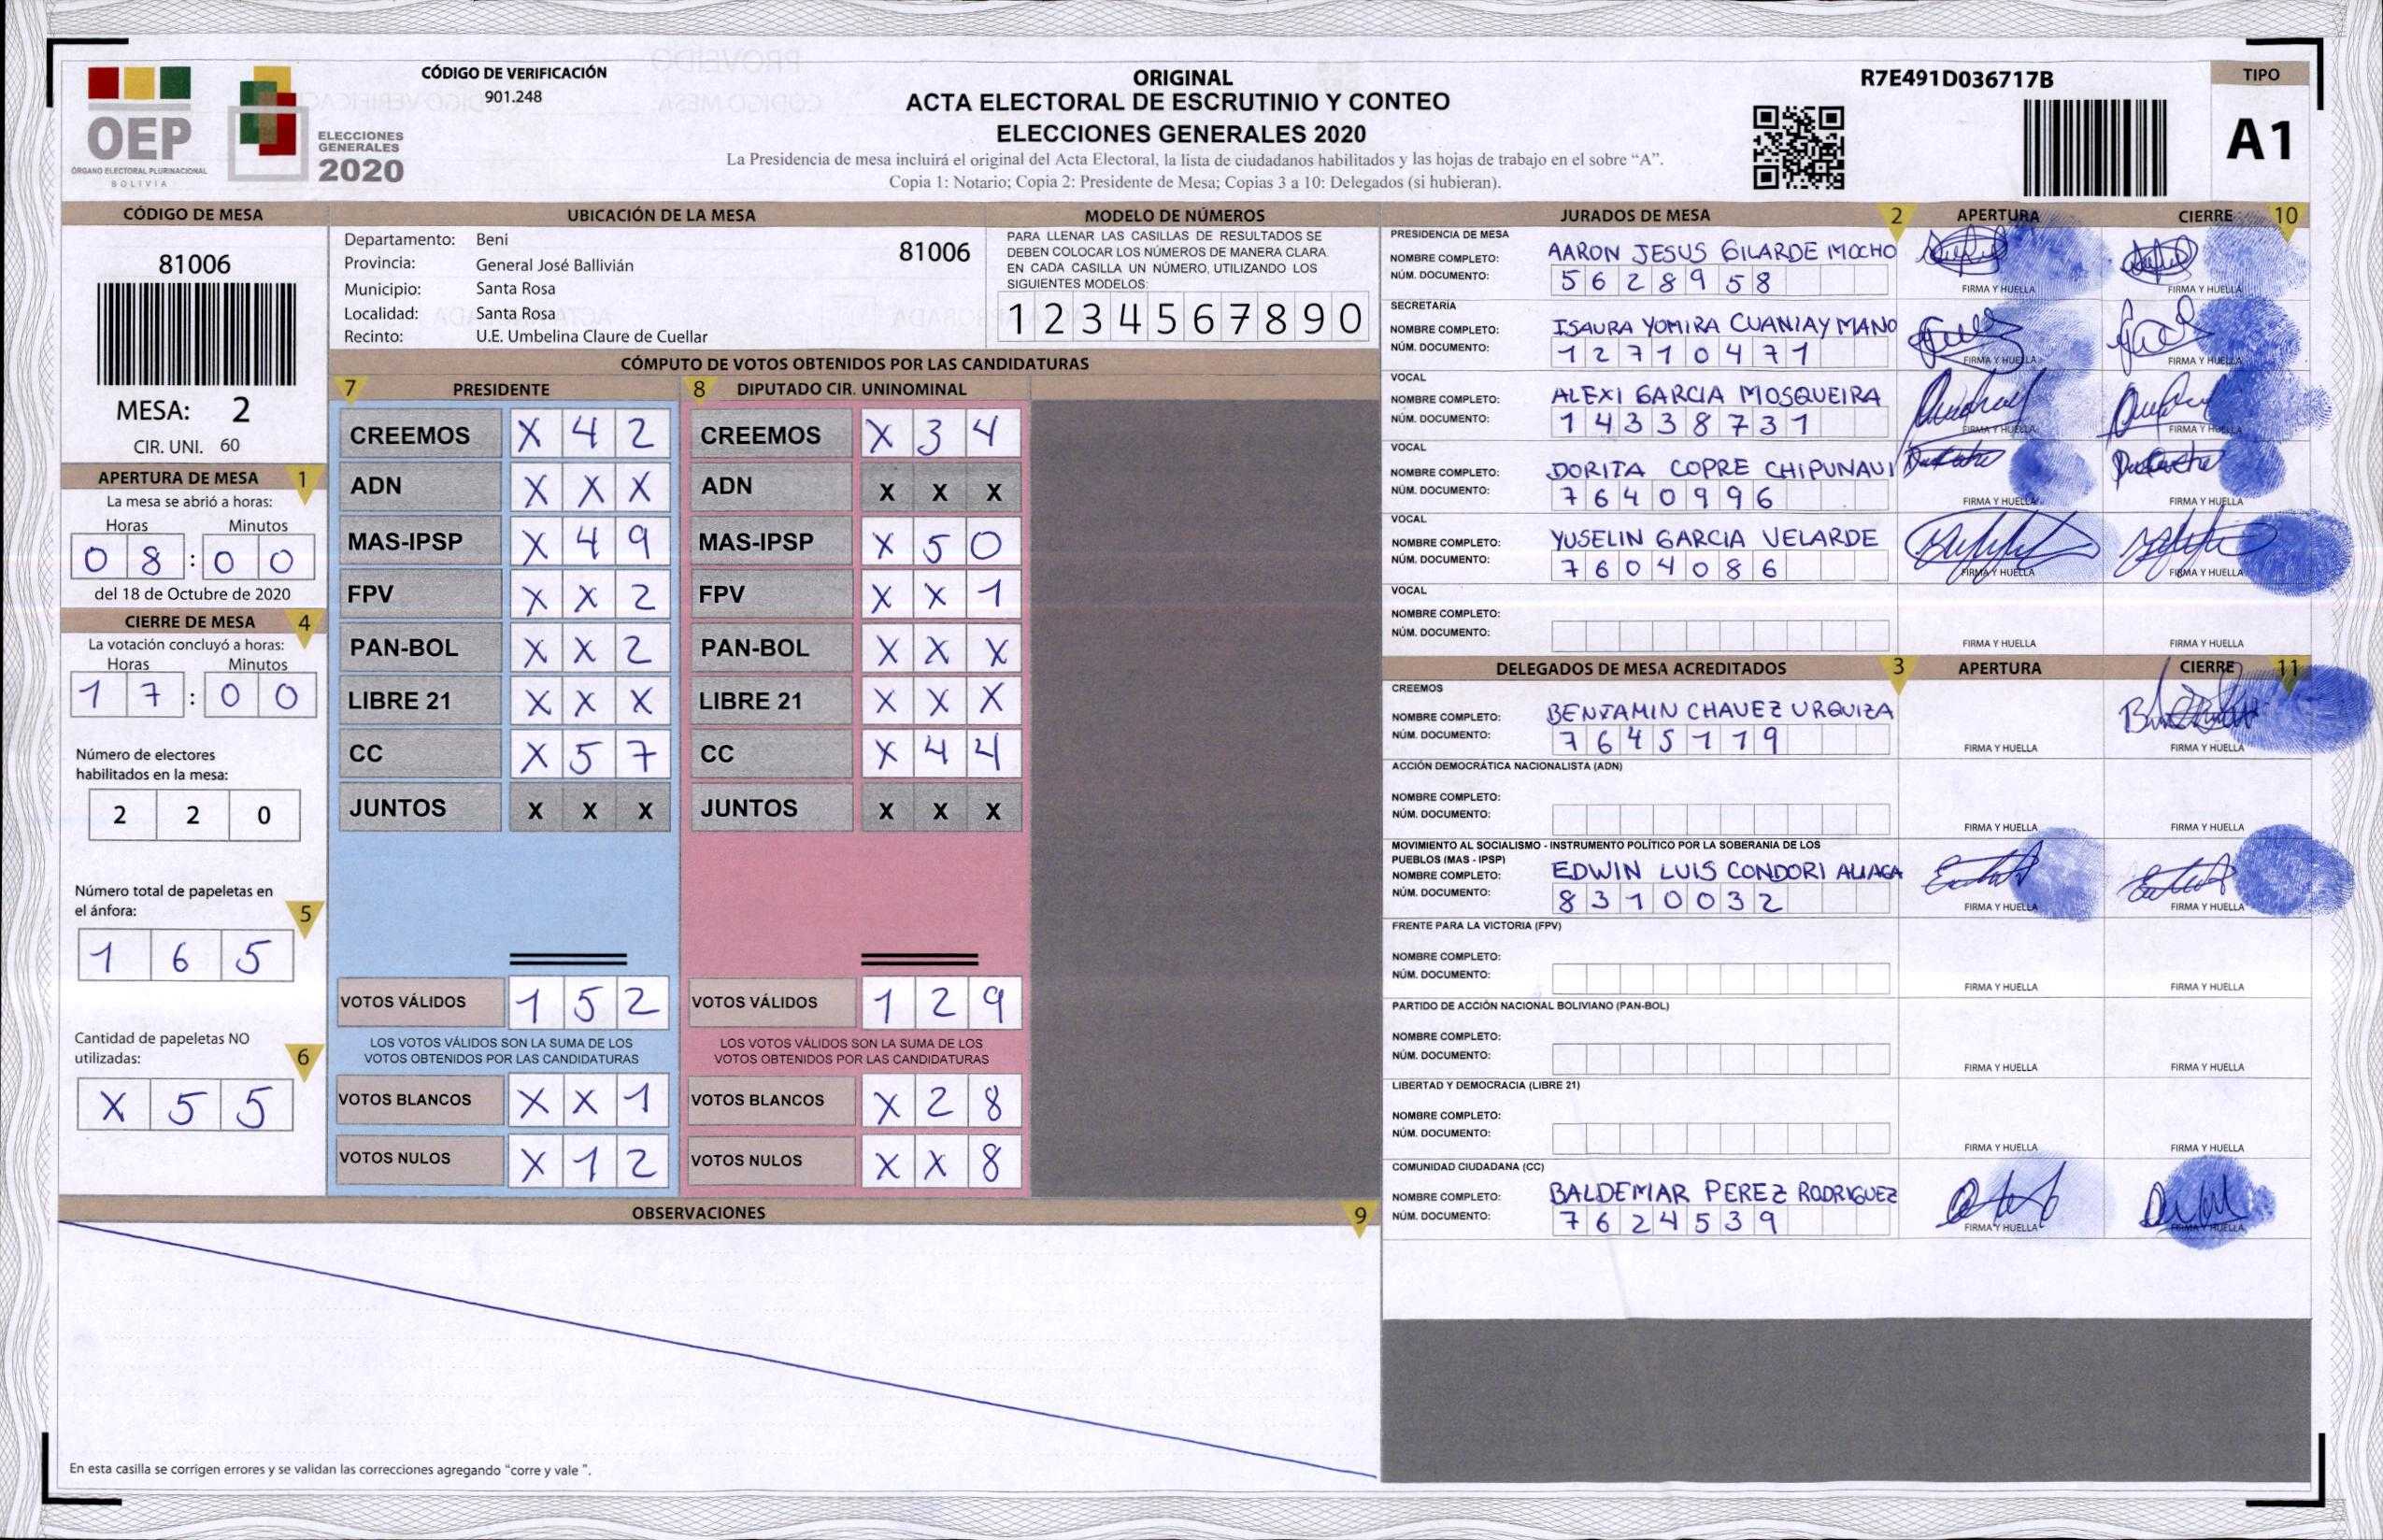 OEP
ÓRGANO ELECTORAL PLURINACIONAL
BOLIVIA
ELECCIONES
GENERALES
2020
CÓDIGO DE VERIFICACIÓN
901.248
ORIGINAL
ACTA ELECTORAL DE ESCRUTINIO Y CONTEO
ELECCIONES GENERALES 2020
La Presidencia de mesa incluirá el original del Acta Electoral, la lista de ciudadanos habilitados y las hojas de trabajo en el sobre “A”.
Copia 1: Notario; Copia 2: Presidente de Mesa; Copias 3 a 10: Delegados (si hubieran).
R7E491D036717B
TIPO
A1
CÓDIGO DE MESA
81006
MESA: 2
CIR. UNI. 60
APERTURA DE MESA 1
La mesa se abrió a horas:
Horas Minutos
0 8 : 0 0
del 18 de Octubre de 2020
CIERRE DE MESA 4
La votación concluyó a horas:
Horas Minutos
1 7 : 0 0
Número de electores
habilitados en la mesa:
2 2 0
Número total de papeletas en
el ánfora: 5
1 6 5
Cantidad de papeletas NO
utilizadas: 6
X 5 5
UBICACIÓN DE LA MESA
Departamento: Beni
81006
Provincia: General José Ballivián
Municipio: Santa Rosa
Localidad: Santa Rosa
Recinto: U.E. Umbelina Claure de Cuellar
MODELO DE NÚMEROS
PARA LLENAR LAS CASILLAS DE RESULTADOS SE
DEBEN COLOCAR LOS NÚMEROS DE MANERA CLARA.
EN CADA CASILLA UN NÚMERO, UTILIZANDO LOS
SIGUIENTES MODELOS:
1 2 3 4 5 6 7 8 9 0
CÓMPUTO DE VOTOS OBTENIDOS POR LAS CANDIDATURAS
7 PRESIDENTE
CREEMOS X 4 2
ADN X X X
MAS-IPSP X 4 9
FPV X X 2
PAN-BOL X X 2
LIBRE 21 X X X
CC X 5 7
JUNTOS X X X
VOTOS VÁLIDOS 1 5 2
LOS VOTOS VÁLIDOS SON LA SUMA DE LOS
VOTOS OBTENIDOS POR LAS CANDIDATURAS
VOTOS BLANCOS X X 1
VOTOS NULOS X 1 2
8 DIPUTADO CIR. UNINOMINAL
CREEMOS X 3 4
ADN X X X
MAS-IPSP X 5 0
FPV X X 1
PAN-BOL X X X
LIBRE 21 X X X
CC X 4 4
JUNTOS X X X
VOTOS VÁLIDOS 1 2 9
LOS VOTOS VÁLIDOS SON LA SUMA DE LOS
VOTOS OBTENIDOS POR LAS CANDIDATURAS
VOTOS BLANCOS X 2 8
VOTOS NULOS X X 8
OBSERVACIONES 9
En esta casilla se corrigen errores y se validan las correcciones agregando “corre y vale ”.
JURADOS DE MESA 2 APERTURA CIERRE 10
PRESIDENCIA DE MESA
NOMBRE COMPLETO: AARON JESUS GILARDE MOCHO
NÚM. DOCUMENTO: 5628958
FIRMA Y HUELLA FIRMA Y HUELLA
SECRETARÍA
NOMBRE COMPLETO: ISAURA YOMIRA CUANIAY MANO
NÚM. DOCUMENTO: 12710471
FIRMA Y HUELLA FIRMA Y HUELLA
VOCAL
NOMBRE COMPLETO: ALEXI GARCIA MOSQUEIRA
NÚM. DOCUMENTO: 14338731
FIRMA Y HUELLA FIRMA Y HUELLA
VOCAL
NOMBRE COMPLETO: DORITA COPRE CHIPUNAVI
NÚM. DOCUMENTO: 7640996
FIRMA Y HUELLA FIRMA Y HUELLA
VOCAL
NOMBRE COMPLETO: YUSELIN GARCIA VELARDE
NÚM. DOCUMENTO: 7604086
FIRMA Y HUELLA FIRMA Y HUELLA
VOCAL
NOMBRE COMPLETO:
NÚM. DOCUMENTO:
FIRMA Y HUELLA FIRMA Y HUELLA
DELEGADOS DE MESA ACREDITADOS 3 APERTURA CIERRE 11
CREEMOS
NOMBRE COMPLETO: BENJAMIN CHAVEZ URQUIZA
NÚM. DOCUMENTO: 7645119
FIRMA Y HUELLA FIRMA Y HUELLA
ACCIÓN DEMOCRÁTICA NACIONALISTA (ADN)
NOMBRE COMPLETO:
NÚM. DOCUMENTO:
FIRMA Y HUELLA FIRMA Y HUELLA
MOVIMIENTO AL SOCIALISMO - INSTRUMENTO POLÍTICO POR LA SOBERANIA DE LOS
PUEBLOS (MAS - IPSP)
NOMBRE COMPLETO: EDWIN LUIS CONDORI ALIAGA
NÚM. DOCUMENTO: 8310032
FIRMA Y HUELLA FIRMA Y HUELLA
FRENTE PARA LA VICTORIA (FPV)
NOMBRE COMPLETO:
NÚM. DOCUMENTO:
FIRMA Y HUELLA FIRMA Y HUELLA
PARTIDO DE ACCIÓN NACIONAL BOLIVIANO (PAN-BOL)
NOMBRE COMPLETO:
NÚM. DOCUMENTO:
FIRMA Y HUELLA FIRMA Y HUELLA
LIBERTAD Y DEMOCRACIA (LIBRE 21)
NOMBRE COMPLETO:
NÚM. DOCUMENTO:
FIRMA Y HUELLA FIRMA Y HUELLA
COMUNIDAD CIUDADANA (CC)
NOMBRE COMPLETO: BALDEMAR PEREZ RODRIGUEZ
NÚM. DOCUMENTO: 7624539
FIRMA Y HUELLA FIRMA Y HUELLA